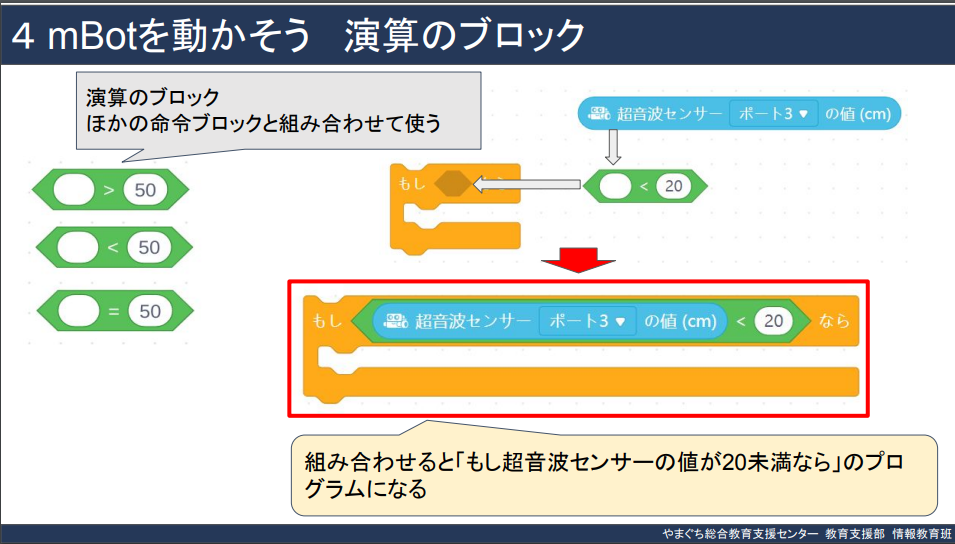 4 mBotを動かそう　演算のブロック
演算のブロック
ほかの命令ブロックと組み合わせて使う
超音波センサー ポート3 ▼ の値 (cm)
> 50
< 50
= 50
もし
< 20
もし 超音波センサー ポート3 ▼ の値 (cm) < 20 なら
組み合わせると「もし超音波センサーの値が20未満なら」のプロ
グラムになる
やまぐち総合教育支援センター 教育支援部 情報教育班